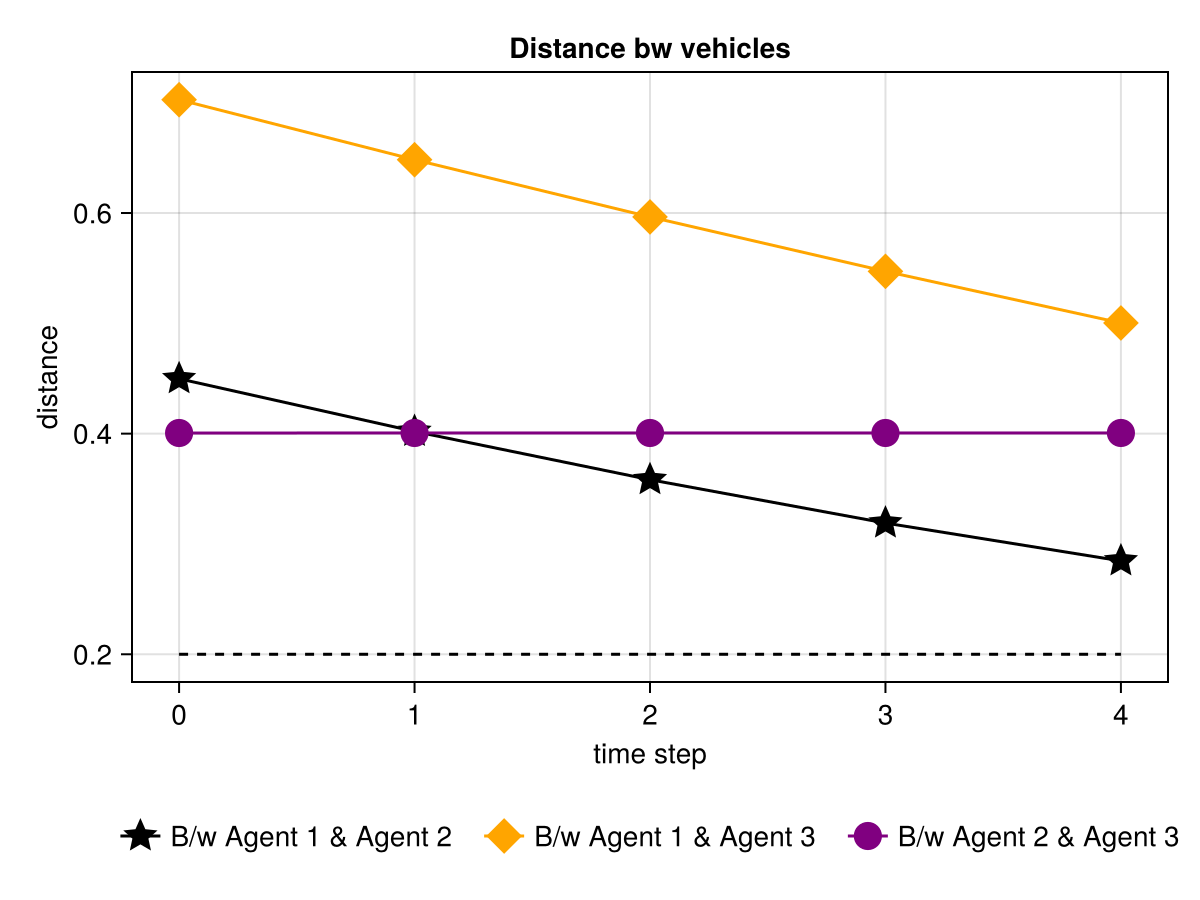 Distance bw vehicles
0.6
0.4
0.2
distance
0 1 2 3 4
time step
B/w Agent 1 & Agent 2 B/w Agent 1 & Agent 3 B/w Agent 2 & Agent 3